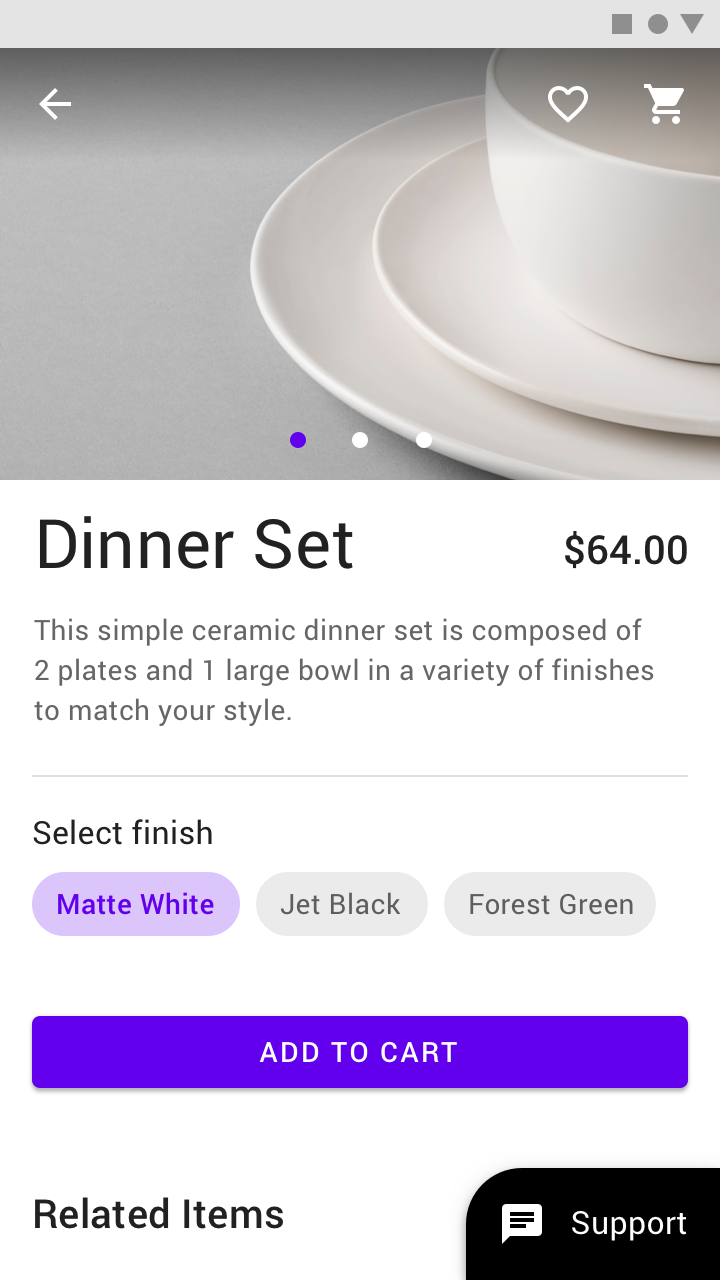 Dinner Set
$64.00
This simple ceramic dinner set is composed of
2 plates and 1 large bowl in a variety of finishes
to match your style.
Select finish
Matte White
Jet Black
Forest Green
ADD TO CART
Related Items
Support